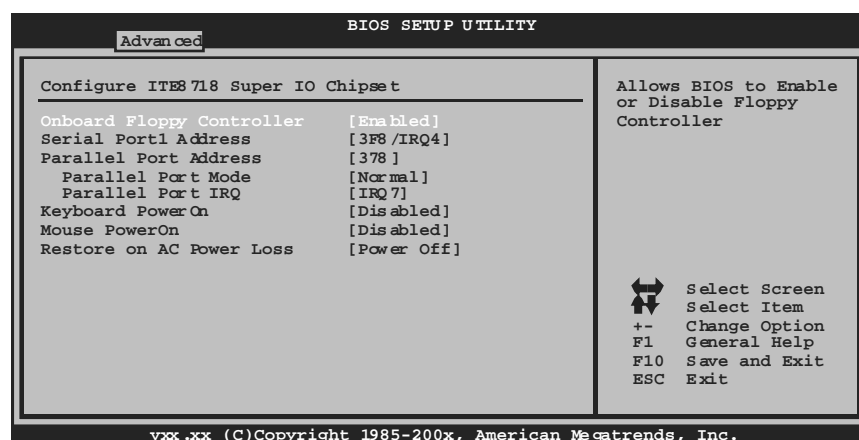 BIOS SETUP UTILITY
Advanced
Configure ITE8718 Super IO Chipset
Onboard Floppy Controller [Enabled]
Serial Port1 Address [3F8/IRQ4]
Parallel Port Address [378]
Parallel Port Mode [Normal]
Parallel Port IRQ [IRQ7]
Keyboard PowerOn [Disabled]
Mouse PowerOn [Disabled]
Restore on AC Power Loss [Power Off]
Allows BIOS to Enable
or Disable Floppy
Controller
Select Screen
Select Item
+- Change Option
F1 General Help
F10 Save and Exit
ESC Exit
vxx.xx (C)Copyright 1985-200x, American Megatrends, Inc.